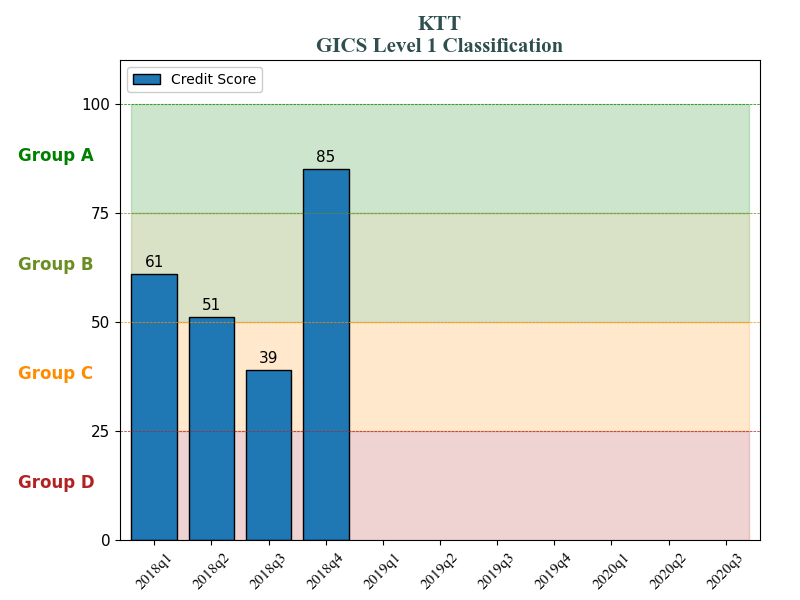 KTT
GICS Level 1 Classification
Credit Score
100
Group A
85
75
Group B
61
51
50
39
Group C
25
Group D
0
2018q1 2018q2 2018q3 2018q4 2019q1 2019q2 2019q3 2019q4 2020q1 2020q2 2020q3